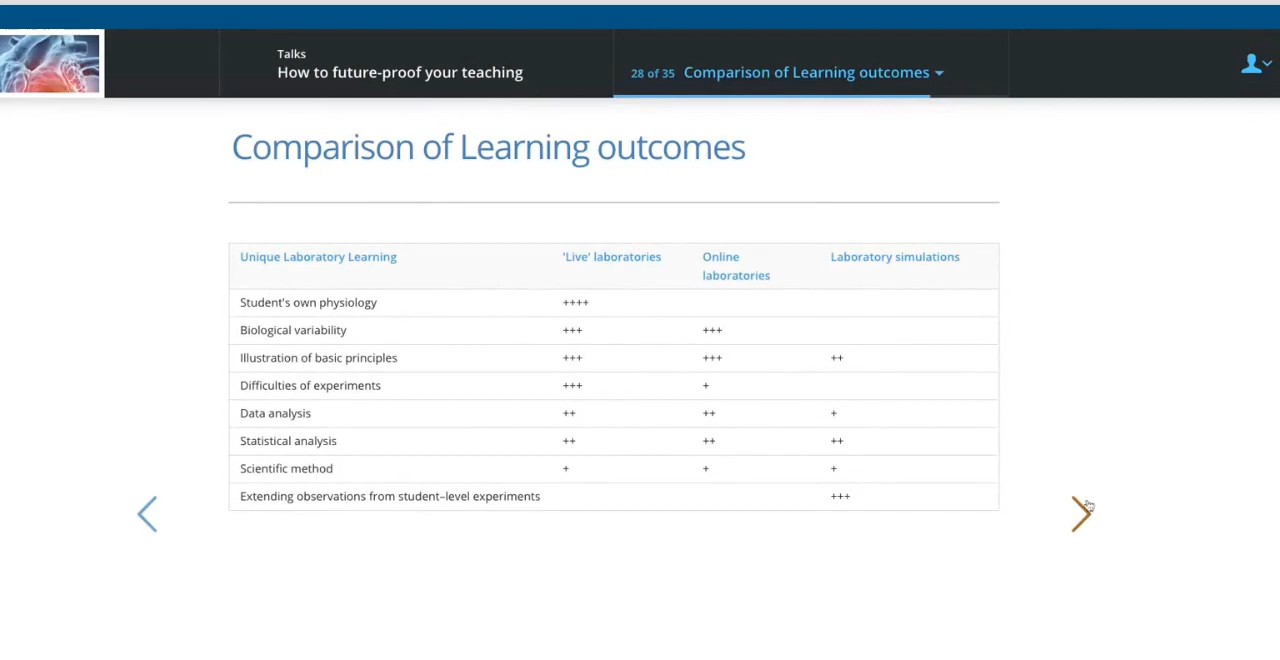 Talks
How to future-proof your teaching
28 of 35 Comparison of Learning outcomes
Comparison of Learning outcomes
Unique Laboratory Learning 'Live' laboratories Online laboratories Laboratory simulations
Student's own physiology ++++
Biological variability +++ +++
Illustration of basic principles +++ +++ ++
Difficulties of experiments +++ +
Data analysis ++ ++ +
Statistical analysis ++ ++ ++
Scientific method + + +
Extending observations from student–level experiments +++